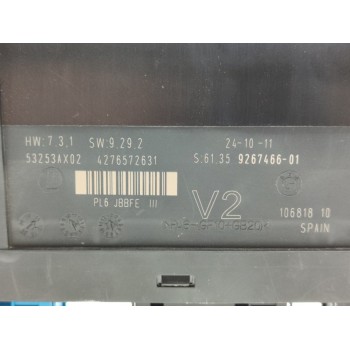 HW:7.3.1 SW:9.29.2 24-10-11
53253AX02 4276572631 S.61.35 9267466-01
PL6 JBBFE III
V2
106818 10
SPAIN